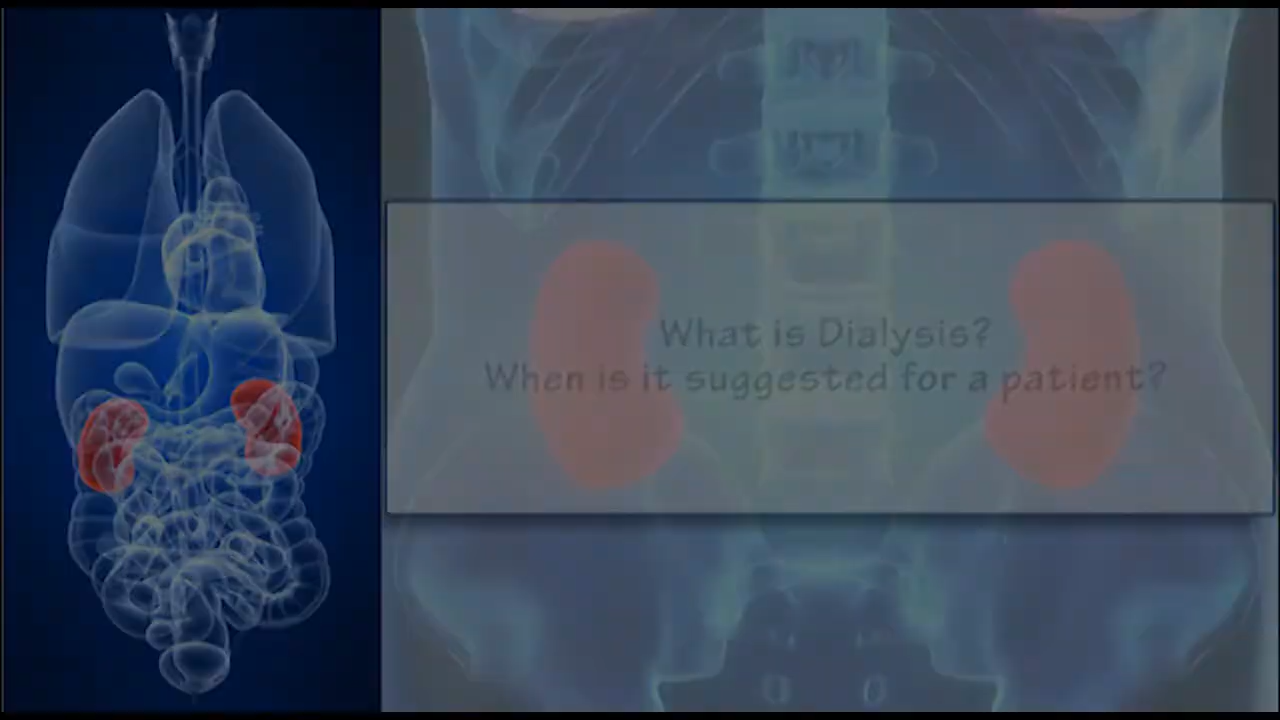 What is Dialysis?
When is it suggested for a patient?